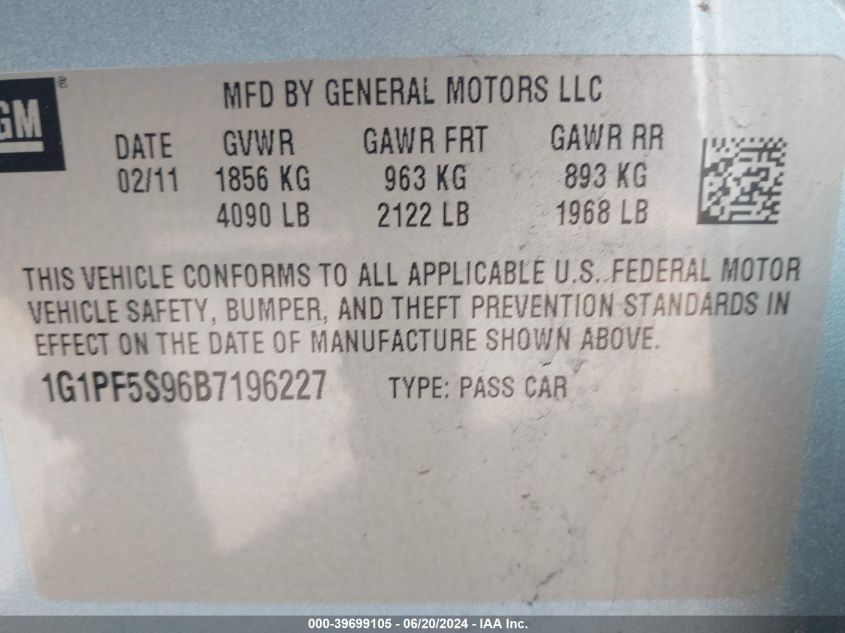 GM ®
MFD BY GENERAL MOTORS LLC
DATE GVWR GAWR FRT GAWR RR
02/11 1856 KG 963 KG 893 KG
4090 LB 2122 LB 1968 LB
THIS VEHICLE CONFORMS TO ALL APPLICABLE U.S. FEDERAL MOTOR
VEHICLE SAFETY, BUMPER, AND THEFT PREVENTION STANDARDS IN
EFFECT ON THE DATE OF MANUFACTURE SHOWN ABOVE.
1G1PF5S96B7196227 TYPE: PASS CAR
000-39699105 - 06/20/2024 - IAA Inc.